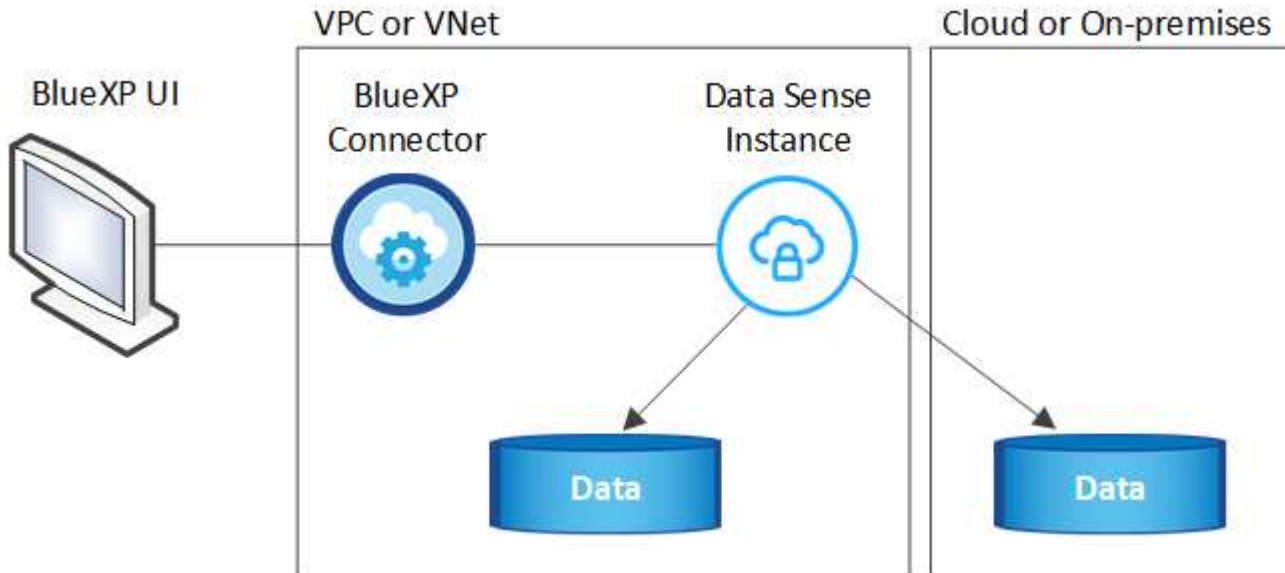 VPC or VNet
Cloud or On-premises
BlueXP UI
BlueXP
Connector
Data Sense
Instance
Data
Data